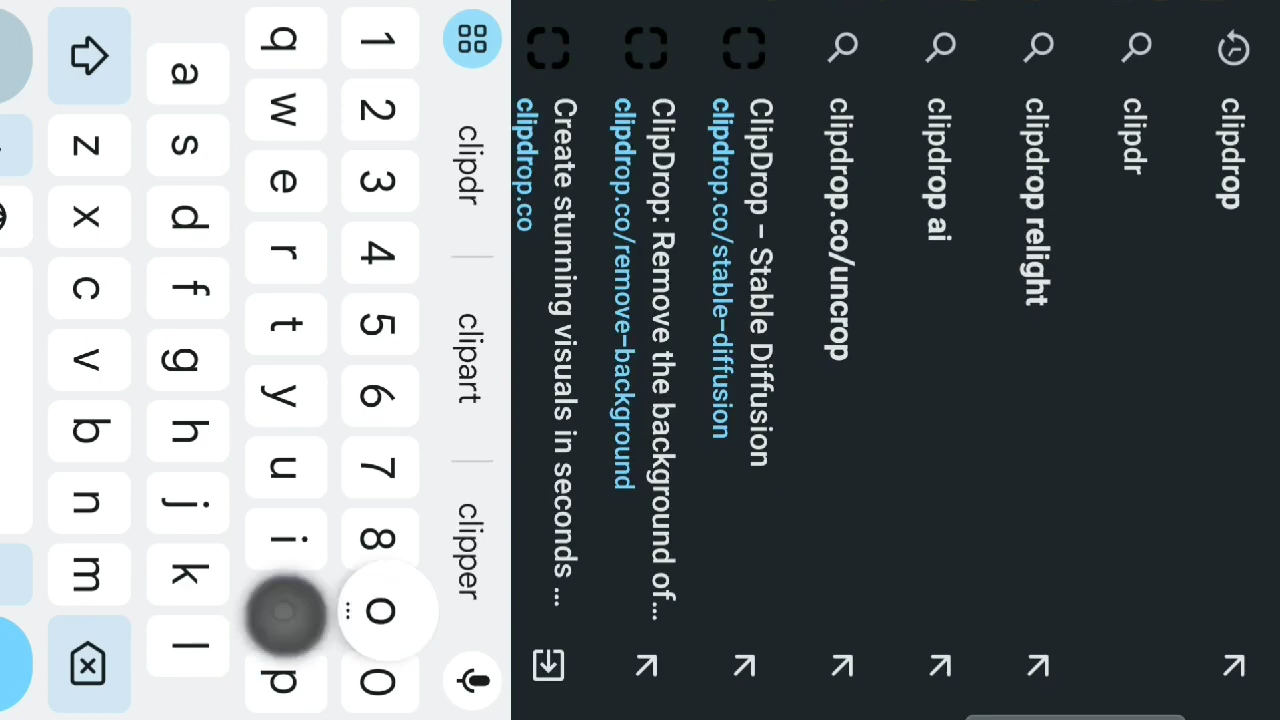 clipdrop
clipdr
clipdrop relight
clipdrop ai
clipdrop.co/uncrop
ClipDrop - Stable Diffusion
clipdrop.co/stable-diffusion
ClipDrop: Remove the background of...
clipdrop.co/remove-background
Create stunning visuals in seconds ...
clipdrop.co
clipdr clipart clipper
1 2 3 4 5 6 7 8 o 0
q w e r t y u i p
a s d f g h j k l
z x c v b n m